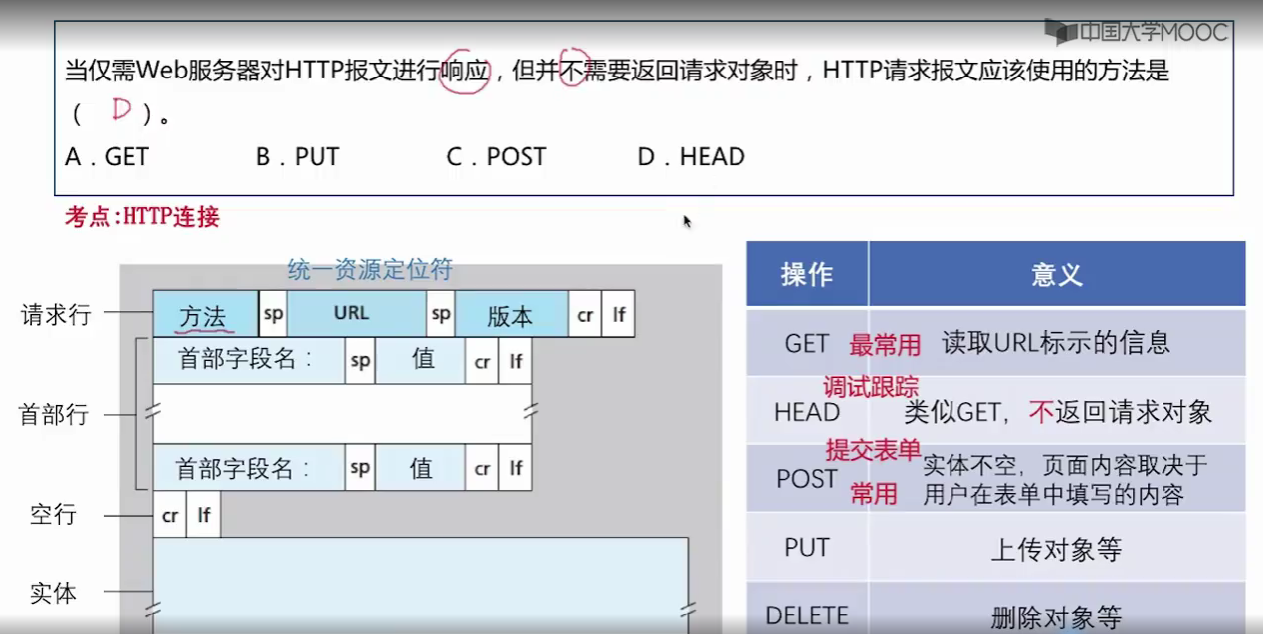 中国大学MOOC
当仅需Web服务器对HTTP报文进行响应，但并不需要返回请求对象时，HTTP请求报文应该使用的方法是
（ D ）。
A．GET B．PUT C．POST D．HEAD
考点:HTTP连接
统一资源定位符
请求行 方法 sp URL sp 版本 cr lf
首部字段名： sp 值 cr lf
首部行
首部字段名： sp 值 cr lf
空行 cr lf
实体
操作 意义
GET 最常用 读取URL标示的信息
调试跟踪
HEAD 类似GET，不返回请求对象
提交表单
POST 常用 实体不空，页面内容取决于
用户在表单中填写的内容
PUT 上传对象等
DELETE 删除对象等